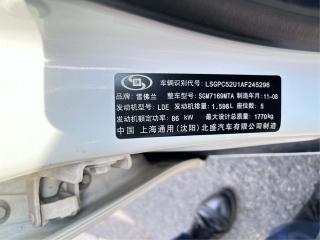 车辆识别代号: LSGPC52U1AF245296
品牌: 雪佛兰 整车型号: SGM7169MTA 制造年月: 11-08
发动机型号: LDE 发动机排量: 1.598L 座位数: 5
发动机额定功率: 86 kW 最大设计总质量: 1770kg
中国 上海通用(沈阳)北盛汽车有限公司制造